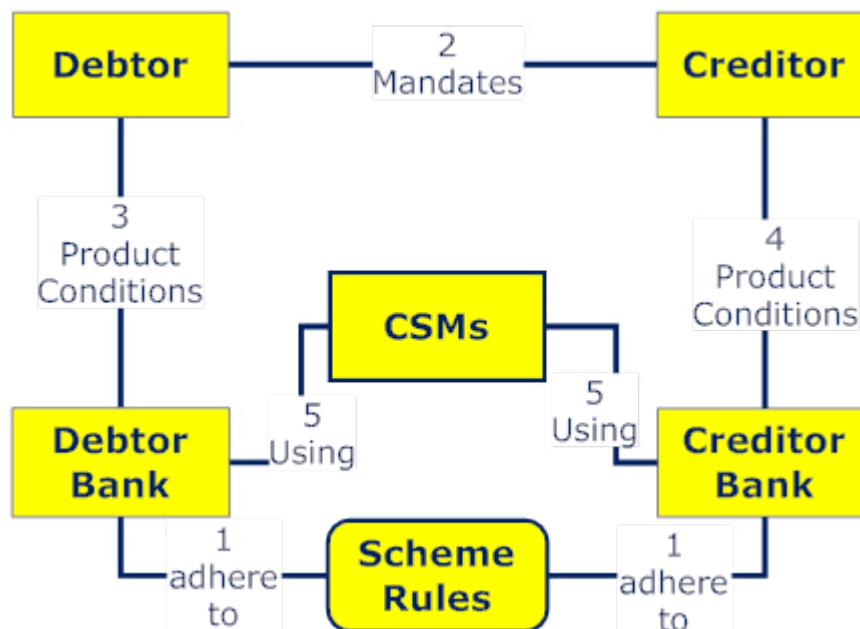 Debtor
2
Mandates
Creditor
3
Product
Conditions
4
Product
Conditions
CSMs
5
Using
5
Using
Debtor
Bank
Creditor
Bank
1
adhere
to
Scheme
Rules
1
adhere
to